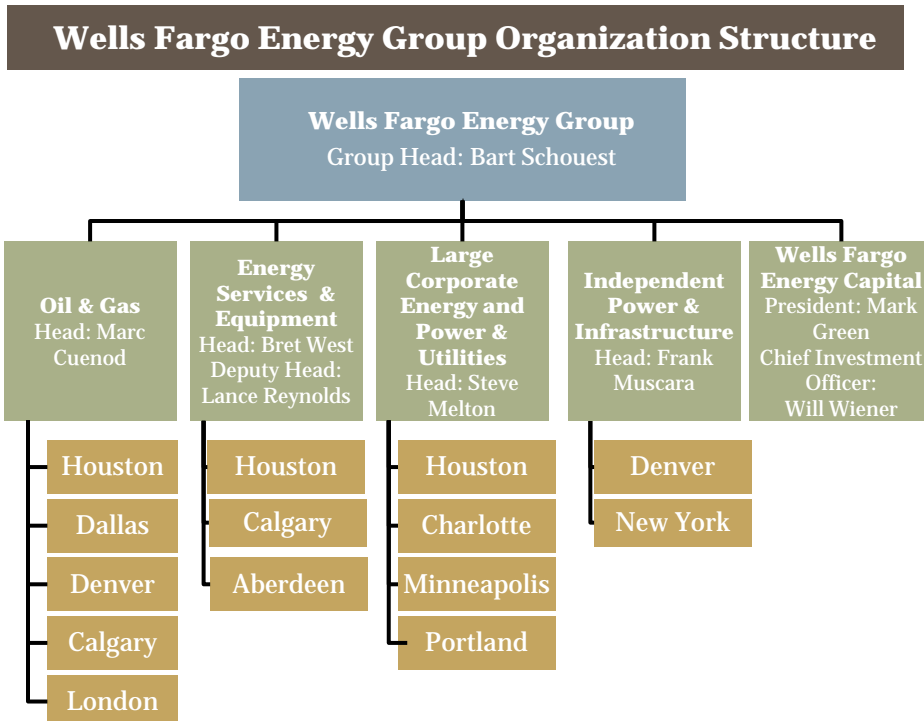 Wells Fargo Energy Group Organization Structure
Wells Fargo Energy Group
Group Head: Bart Schouest
Oil & Gas
Head: Marc
Cuenod
Energy
Services &
Equipment
Head: Bret West
Deputy Head:
Lance Reynolds
Large
Corporate
Energy and
Power &
Utilities
Head: Steve
Melton
Independent
Power &
Infrastructure
Head: Frank
Muscara
Wells Fargo
Energy Capital
President: Mark
Green
Chief Investment
Officer:
Will Wiener
Houston
Dallas
Denver
Calgary
London
Houston
Calgary
Aberdeen
Houston
Charlotte
Minneapolis
Portland
Denver
New York